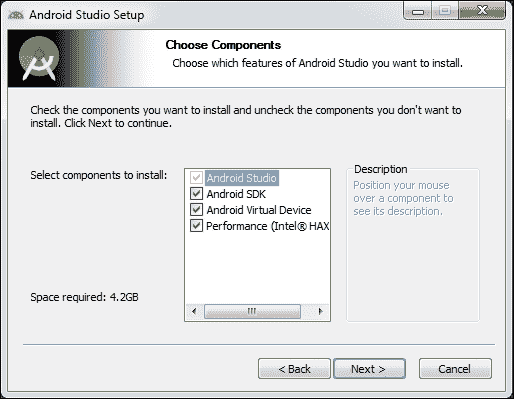 Android Studio Setup
Choose Components
Choose which features of Android Studio you want to install.
Check the components you want to install and uncheck the components you don't want to
install. Click Next to continue.
Select components to install:
Android Studio
Android SDK
Android Virtual Device
Performance (Intel® HAX
Description
Position your mouse
over a component to
see its description.
Space required: 4.2GB
< Back
Next >
Cancel